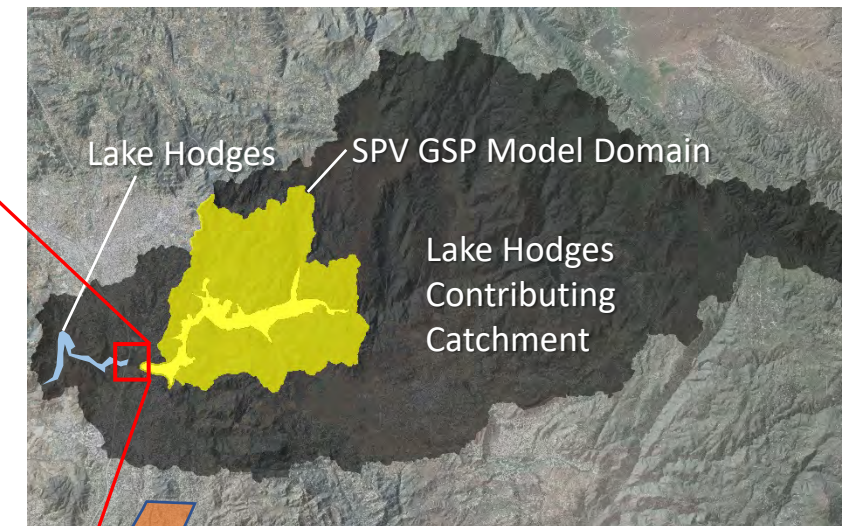 Lake Hodges
SPV GSP Model Domain
Lake Hodges
Contributing
Catchment